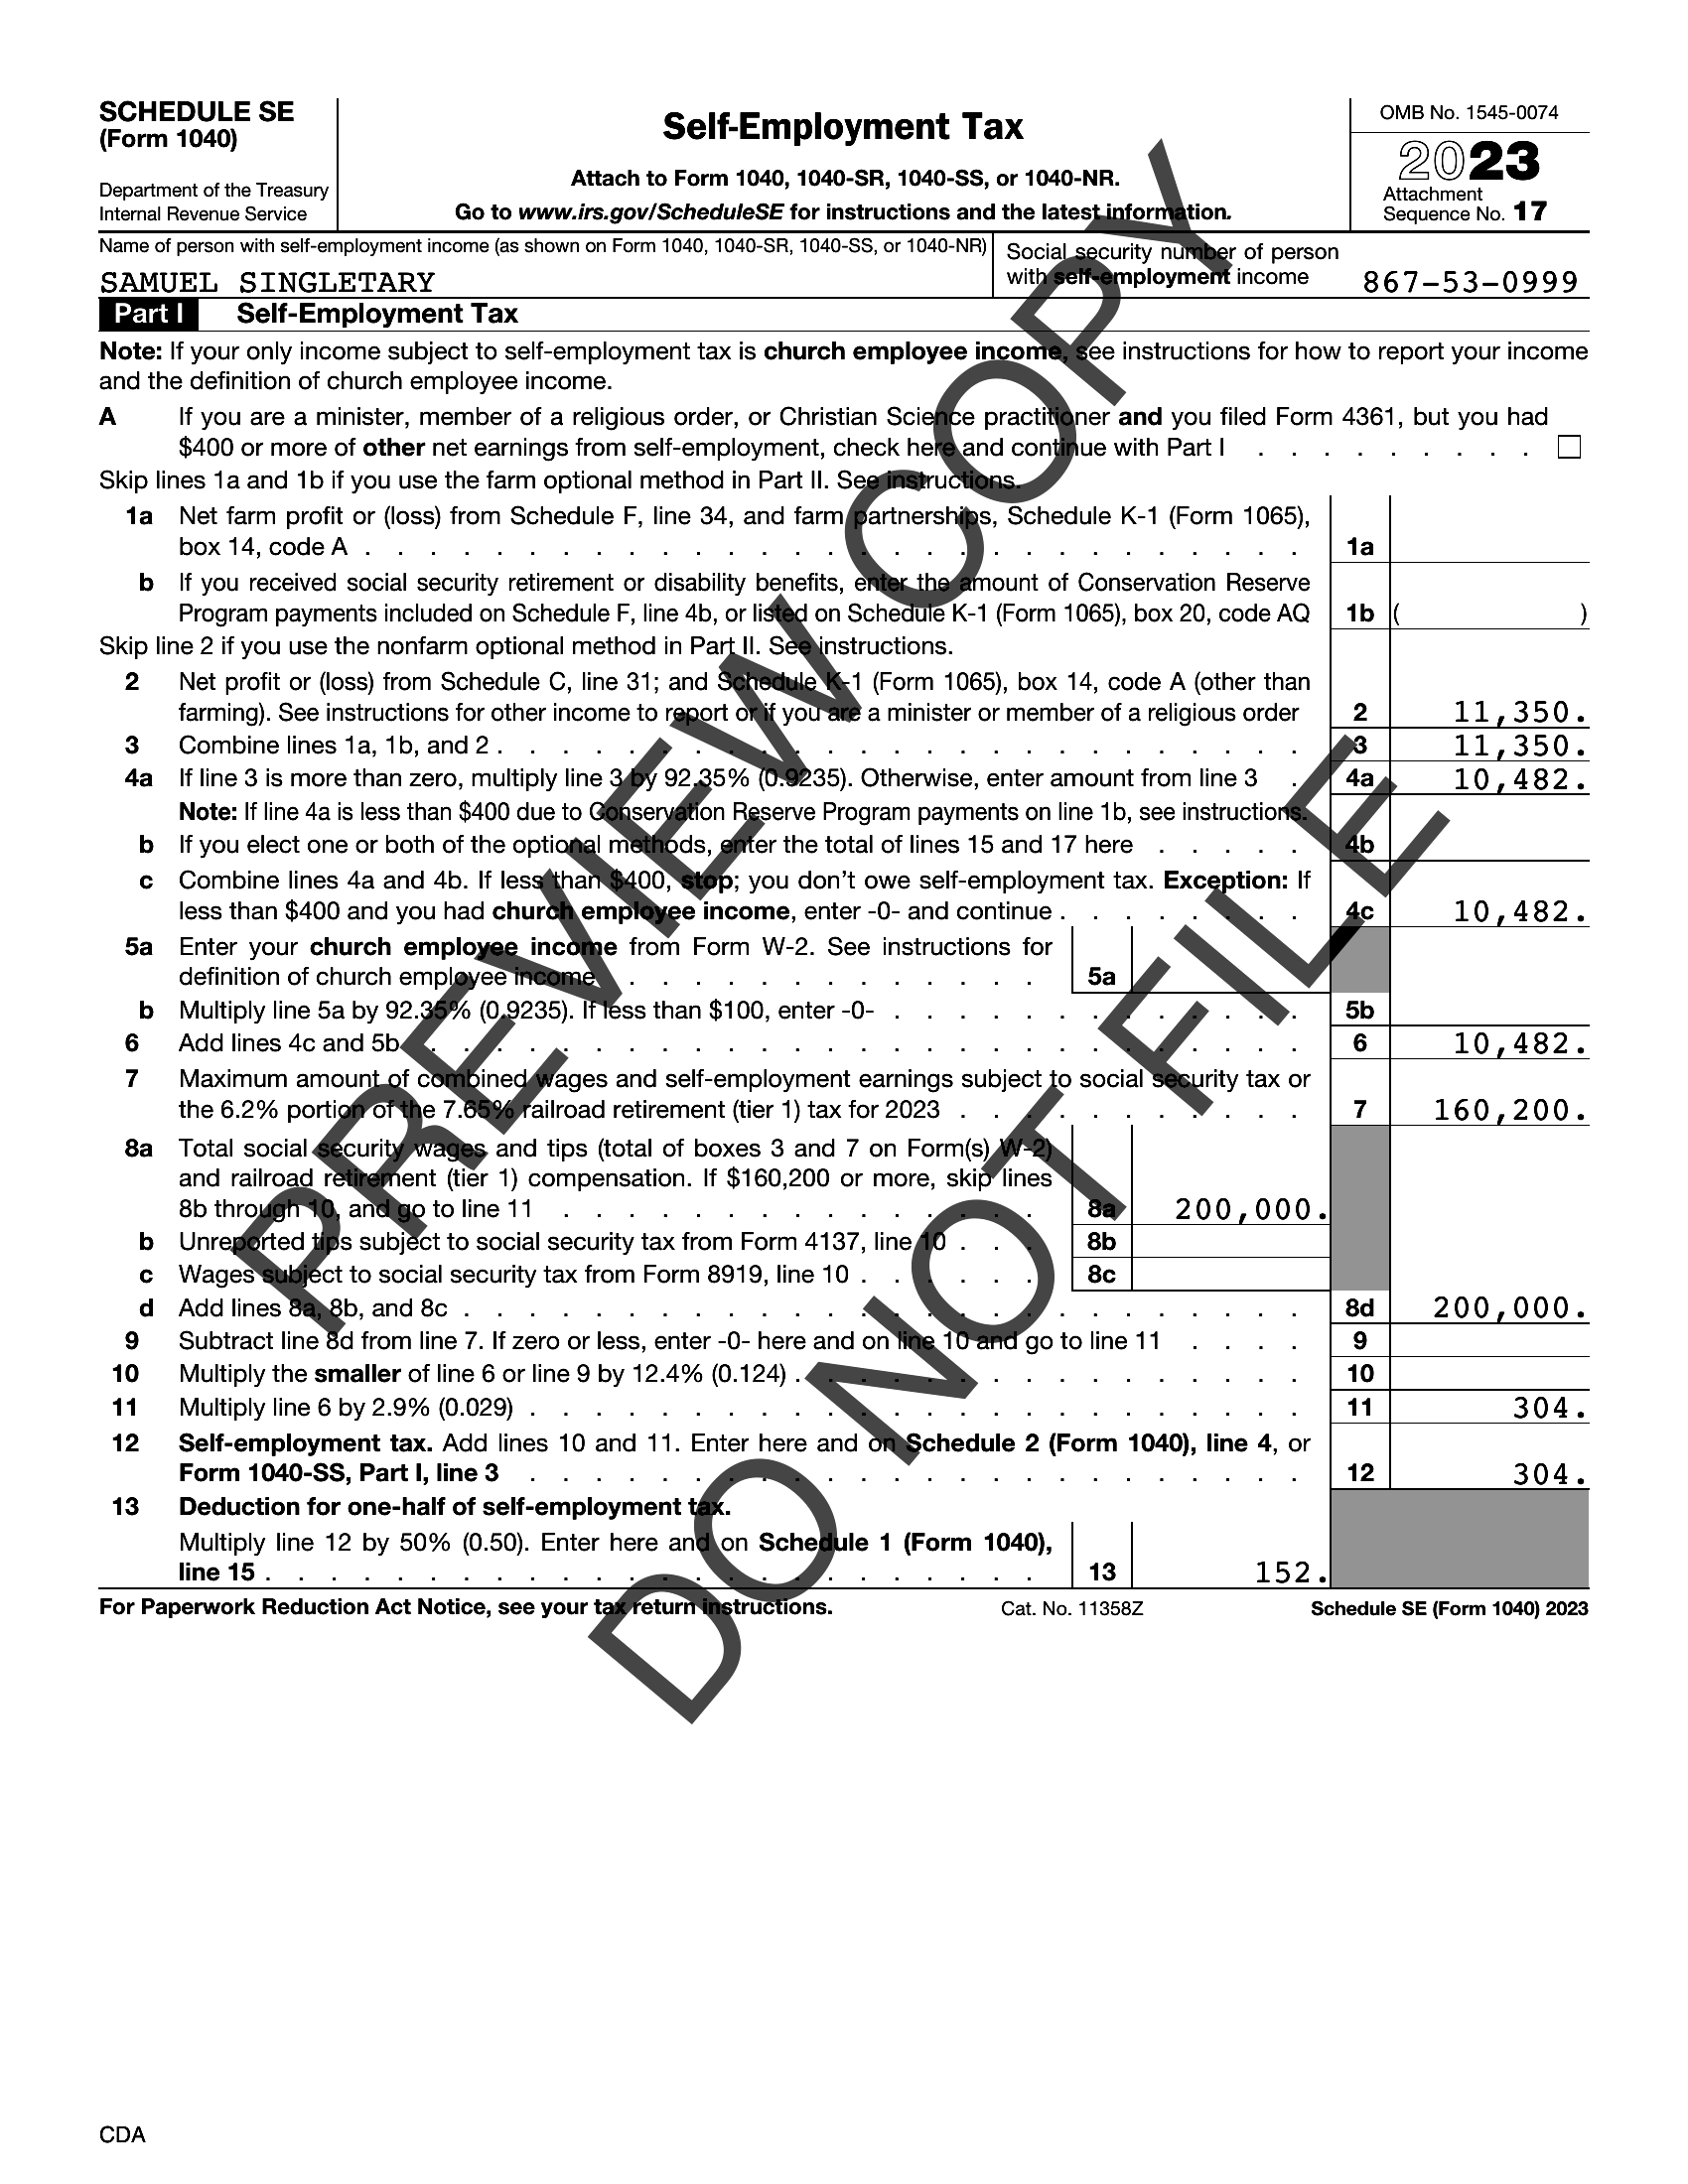 SCHEDULE SE
(Form 1040)
Department of the Treasury
Internal Revenue Service
Self-Employment Tax
Attach to Form 1040, 1040-SR, 1040-SS, or 1040-NR.
Go to www.irs.gov/ScheduleSE for instructions and the latest information.
OMB No. 1545-0074
2023
Attachment
Sequence No. 17
Name of person with self-employment income (as shown on Form 1040, 1040-SR, 1040-SS, or 1040-NR)
SAMUEL SINGLETARY
Social security number of person
with self-employment income 867-53-0999
Part I Self-Employment Tax
Note: If your only income subject to self-employment tax is church employee income, see instructions for how to report your income
and the definition of church employee income.
A If you are a minister, member of a religious order, or Christian Science practitioner and you filed Form 4361, but you had
$400 or more of other net earnings from self-employment, check here and continue with Part I . . . . . . . . .
Skip lines 1a and 1b if you use the farm optional method in Part II. See instructions.
1a Net farm profit or (loss) from Schedule F, line 34, and farm partnerships, Schedule K-1 (Form 1065),
box 14, code A . . . . . . . . . . . . . . . . . . . . . . . . . . . . . 1a
b If you received social security retirement or disability benefits, enter the amount of Conservation Reserve
Program payments included on Schedule F, line 4b, or listed on Schedule K-1 (Form 1065), box 20, code AQ 1b ( )
Skip line 2 if you use the nonfarm optional method in Part II. See instructions.
2 Net profit or (loss) from Schedule C, line 31; and Schedule K-1 (Form 1065), box 14, code A (other than
farming). See instructions for other income to report or if you are a minister or member of a religious order 2 11,350.
3 Combine lines 1a, 1b, and 2 . . . . . . . . . . . . . . . . . . . . . . . . . 3 11,350.
4a If line 3 is more than zero, multiply line 3 by 92.35% (0.9235). Otherwise, enter amount from line 3 . 4a 10,482.
Note: If line 4a is less than $400 due to Conservation Reserve Program payments on line 1b, see instructions.
b If you elect one or both of the optional methods, enter the total of lines 15 and 17 here . . . . . 4b
c Combine lines 4a and 4b. If less than $400, stop; you don't owe self-employment tax. Exception: If
less than $400 and you had church employee income, enter -0- and continue . . . . . . . . 4c 10,482.
5a Enter your church employee income from Form W-2. See instructions for
definition of church employee income . . . . . . . . . . . . . 5a
b Multiply line 5a by 92.35% (0.9235). If less than $100, enter -0- . . . . . . . . . . . . . 5b
6 Add lines 4c and 5b . . . . . . . . . . . . . . . . . . . . . . . . . . . . 6 10,482.
7 Maximum amount of combined wages and self-employment earnings subject to social security tax or
the 6.2% portion of the 7.65% railroad retirement (tier 1) tax for 2023 . . . . . . . . . . . 7 160,200.
8a Total social security wages and tips (total of boxes 3 and 7 on Form(s) W-2)
and railroad retirement (tier 1) compensation. If $160,200 or more, skip lines
8b through 10, and go to line 11 . . . . . . . . . . . . . . . 8a 200,000.
b Unreported tips subject to social security tax from Form 4137, line 10 . . . 8b
c Wages subject to social security tax from Form 8919, line 10 . . . . . . 8c
d Add lines 8a, 8b, and 8c . . . . . . . . . . . . . . . . . . . . . . . . . . 8d 200,000.
9 Subtract line 8d from line 7. If zero or less, enter -0- here and on line 10 and go to line 11 . . . . 9
10 Multiply the smaller of line 6 or line 9 by 12.4% (0.124) . . . . . . . . . . . . . . . . 10
11 Multiply line 6 by 2.9% (0.029) . . . . . . . . . . . . . . . . . . . . . . . . 11 304.
12 Self-employment tax. Add lines 10 and 11. Enter here and on Schedule 2 (Form 1040), line 4, or
Form 1040-SS, Part I, line 3 . . . . . . . . . . . . . . . . . . . . . . . . 12 304.
13 Deduction for one-half of self-employment tax.
Multiply line 12 by 50% (0.50). Enter here and on Schedule 1 (Form 1040),
line 15 . . . . . . . . . . . . . . . . . . . . . . . . 13 152.
For Paperwork Reduction Act Notice, see your tax return instructions. Cat. No. 11358Z Schedule SE (Form 1040) 2023
PREVIEW COPY
DO NOT FILE
CDA